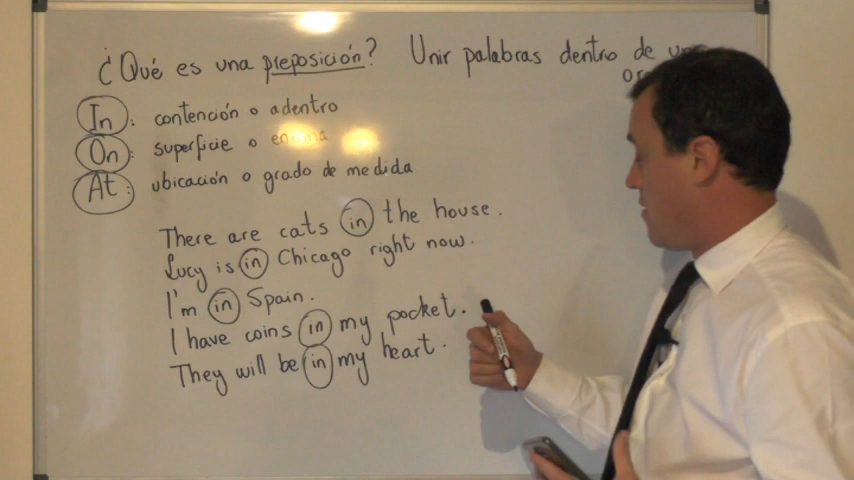 ¿Qué es una preposición? Unir palabras dentro de
In: contención o adentro
On: superficie o
At: ubicación o grado de medida
There are cats in the house.
Lucy is in Chicago right now.
I'm in Spain.
I have coins in my pocket.
They will be in my heart.